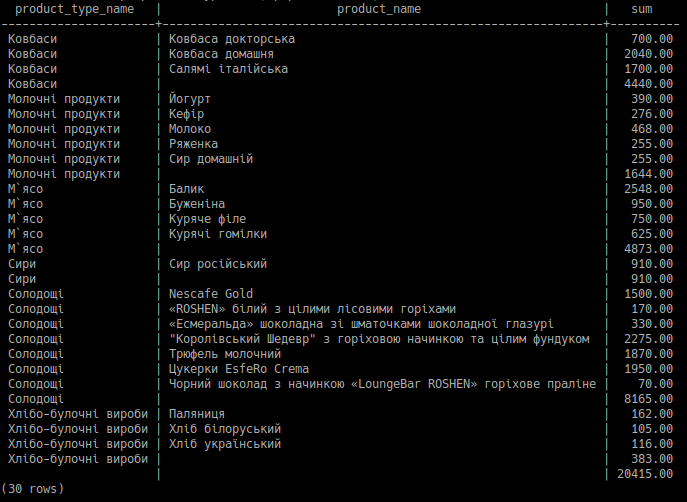 product_type_name | product_name | sum
Ковбаси | Ковбаса докторська | 700.00
Ковбаси | Ковбаса домашня | 2040.00
Ковбаси | Салямі італійська | 1700.00
Ковбаси | | 4440.00
Молочні продукти | Йогурт | 390.00
Молочні продукти | Кефір | 276.00
Молочні продукти | Молоко | 468.00
Молочні продукти | Ряженка | 255.00
Молочні продукти | Сир домашній | 255.00
Молочні продукти | | 1644.00
М`ясо | Балик | 2548.00
М`ясо | Буженіна | 950.00
М`ясо | Куряче філе | 750.00
М`ясо | Курячі гомілки | 625.00
М`ясо | | 4873.00
Сири | Сир російський | 910.00
Сири | | 910.00
Солодощі | Nescafe Gold | 1500.00
Солодощі | «ROSHEN» білий з цілими лісовими горіхами | 170.00
Солодощі | «Есмеральда» шоколадна зі шматочками шоколадної глазурі | 330.00
Солодощі | "Королівський Шедевр" з горіховою начинкою та цілим фундуком | 2275.00
Солодощі | Трюфель молочний | 1870.00
Солодощі | Цукерки EsfeRo Crema | 1950.00
Солодощі | Чорний шоколад з начинкою «LoungeBar ROSHEN» горіхове праліне | 70.00
Солодощі | | 8165.00
Хлібо-булочні вироби | Паляниця | 162.00
Хлібо-булочні вироби | Хліб білоруський | 105.00
Хлібо-булочні вироби | Хліб український | 116.00
Хлібо-булочні вироби | | 383.00
| | 20415.00
(30 rows)